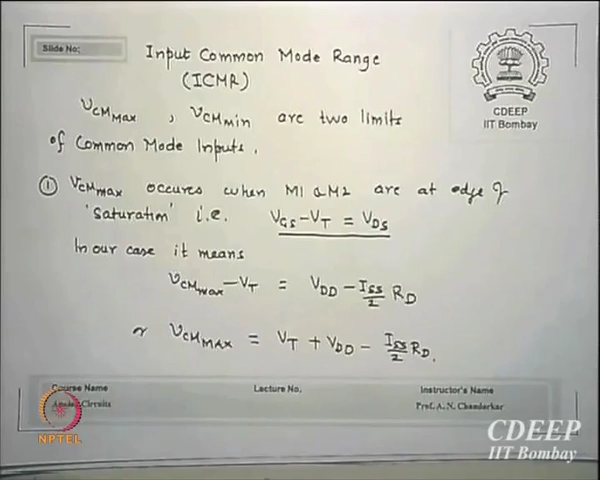 Slide No:
Input Common Mode Range
(ICMR)
CDEEP
IIT Bombay
VCMMax , VCMmin are two limits
of Common Mode Inputs.
① VCMmax occures when M1 & M2 are at edge of
'Saturation' i.e. VGS-VT = VDS
In our case it means
VCMmax - VT = VDD - ISS/2 RD
or VCMMAX = VT + VDD - ISS/2 RD.
Course Name Lecture No. Instructor's Name
Circuits Prof. A. N. Chandorkar
NPTEL
CDEEP
IIT Bombay